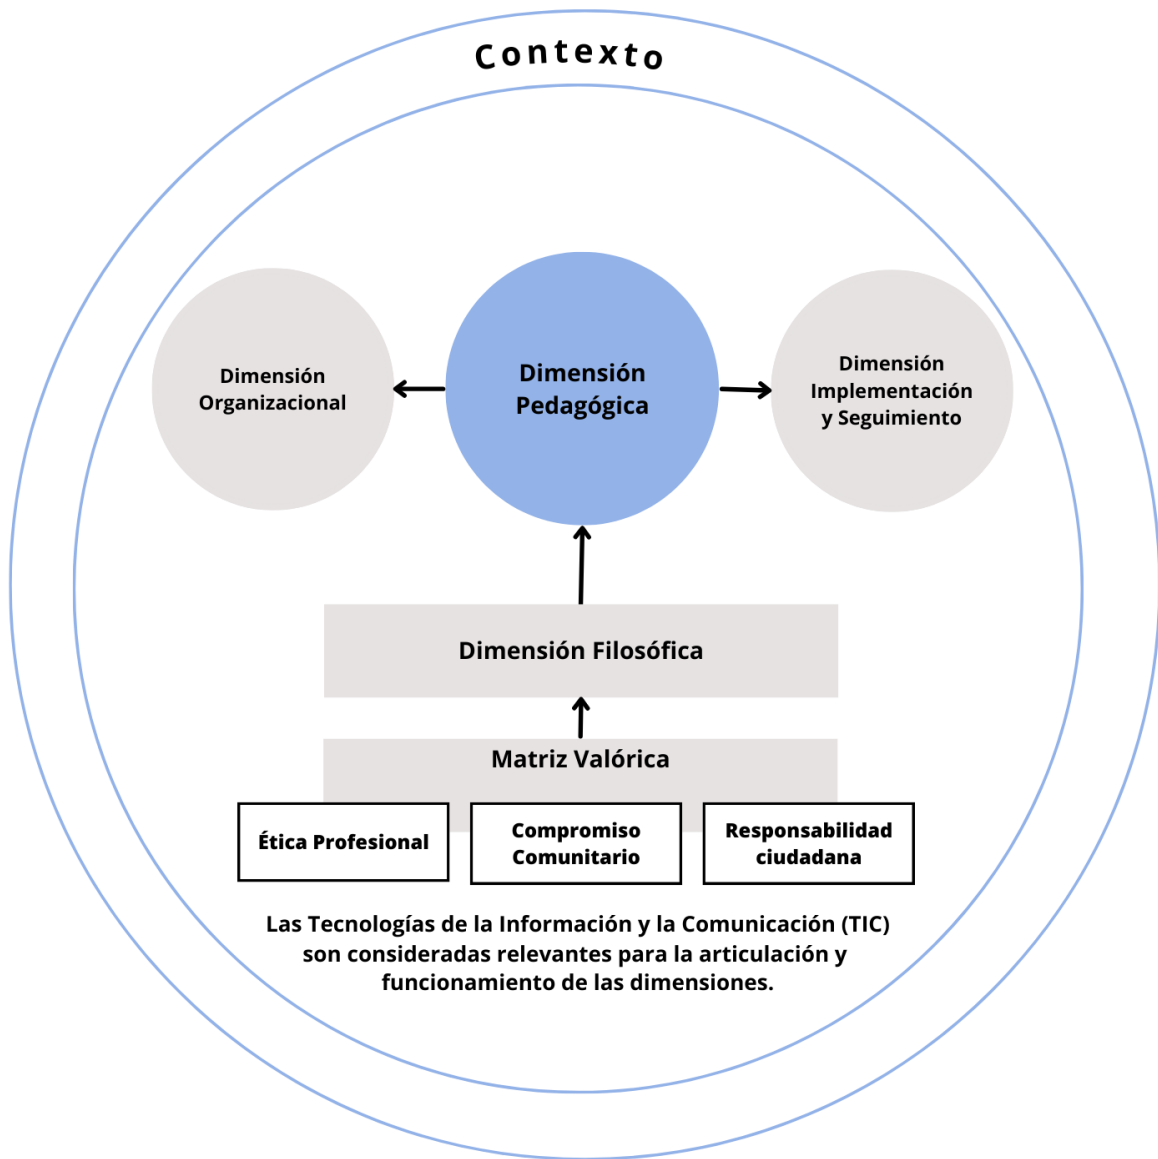 Contexto
Dimensión
Organizacional
Dimensión
Pedagógica
Dimensión
Implementación
y Seguimiento
Dimensión Filosófica
Matriz Valórica
Ética Profesional
Compromiso
Comunitario
Responsabilidad
ciudadana
Las Tecnologías de la Información y la Comunicación (TIC)
son consideradas relevantes para la articulación y
funcionamiento de las dimensiones.